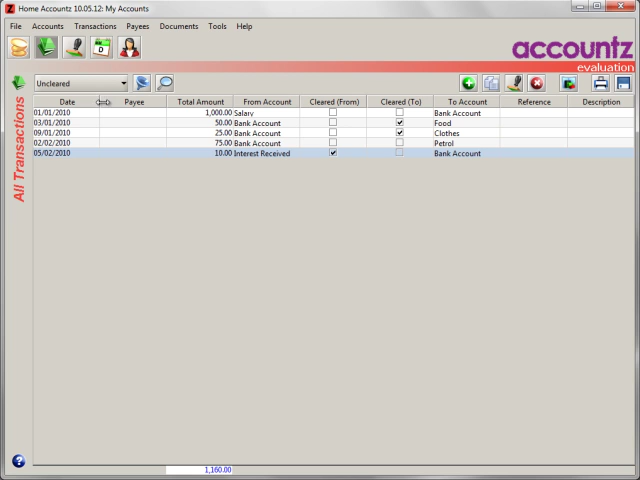 Home Accountz 10.05.12: My Accounts
File Accounts Transactions Payees Documents Tools Help
accountz
evaluation
Uncleared
All Transactions
Date Payee Total Amount From Account Cleared (From) Cleared (To) To Account Reference Description
01/01/2010 1,000.00 Salary Bank Account
03/01/2010 50.00 Bank Account Food
09/01/2010 25.00 Bank Account Clothes
02/02/2010 75.00 Bank Account Petrol
05/02/2010 10.00 Interest Received Bank Account
1,160.00